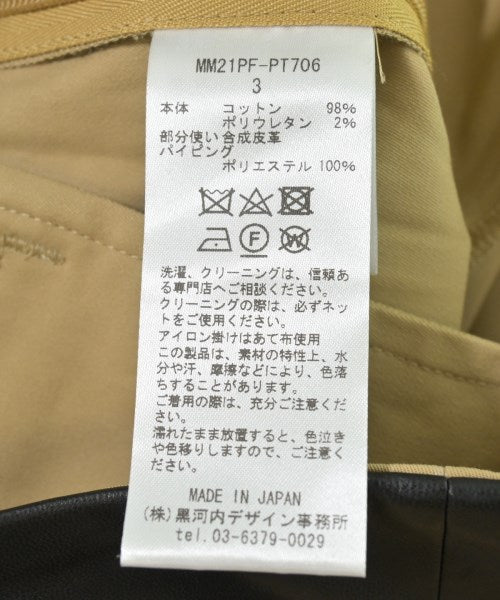 MM21PF-PT706
3
本体 コットン 98%
ポリウレタン 2%
部分使い 合成皮革
パイピング
ポリエステル 100%
F W
洗濯、クリーニングは、信頼あ
る専門店へご相談ください。
クリーニングの際は、必ずネッ
トをご使用ください。
アイロン掛けはあて布使用
この製品は、素材の特性上、水
分や汗、摩擦などにより、色落
ちすることがあります。
ご着用の際は、充分ご注意くだ
さい。
濡れたまま放置すると、色泣き
や色移りしますので、ご注意く
ださい。
MADE IN JAPAN
(株)黒河内デザイン事務所
tel.03-6379-0029